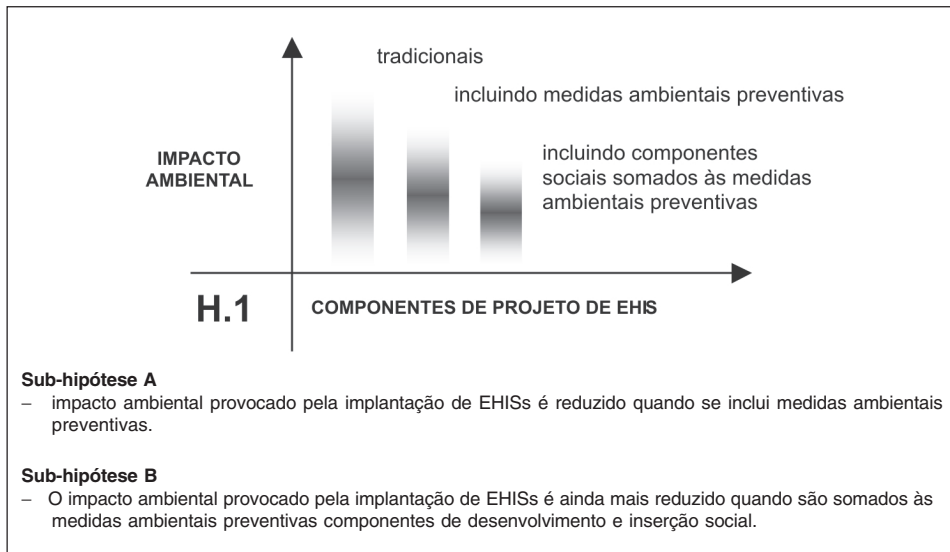 tradicionais
incluindo medidas ambientais preventivas
incluindo componentes
sociais somados às medidas
ambientais preventivas
IMPACTO
AMBIENTAL
H.1
COMPONENTES DE PROJETO DE EHIS
Sub-hipótese A
– impacto ambiental provocado pela implantação de EHISs é reduzido quando se inclui medidas ambientais
preventivas.
Sub-hipótese B
– O impacto ambiental provocado pela implantação de EHISs é ainda mais reduzido quando são somados às
medidas ambientais preventivas componentes de desenvolvimento e inserção social.